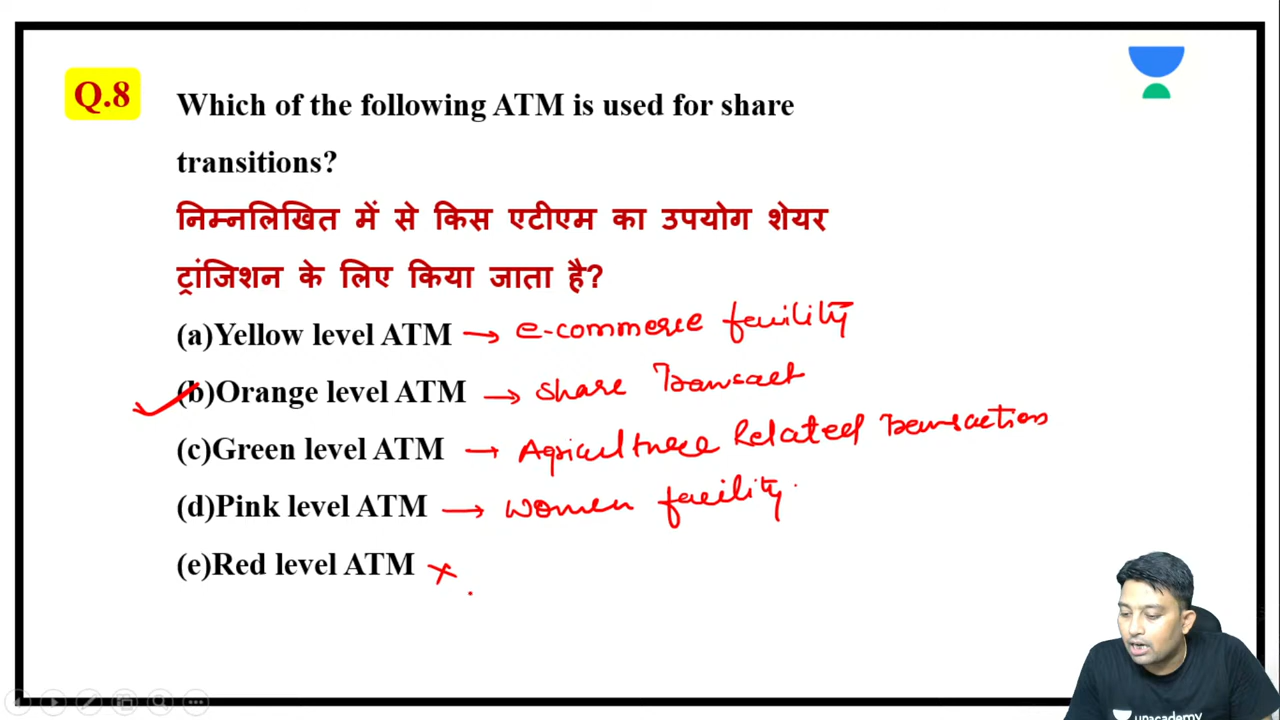 Q.8
Which of the following ATM is used for share
transitions?
निम्नलिखित में से किस एटीएम का उपयोग शेयर
ट्रांजिशन के लिए किया जाता है?
(a)Yellow level ATM → e-commerce facility
(b)Orange level ATM → Share Transact
(c)Green level ATM → Agriculture Related Transactions
(d)Pink level ATM → women facility
(e)Red level ATM ×
unacademy